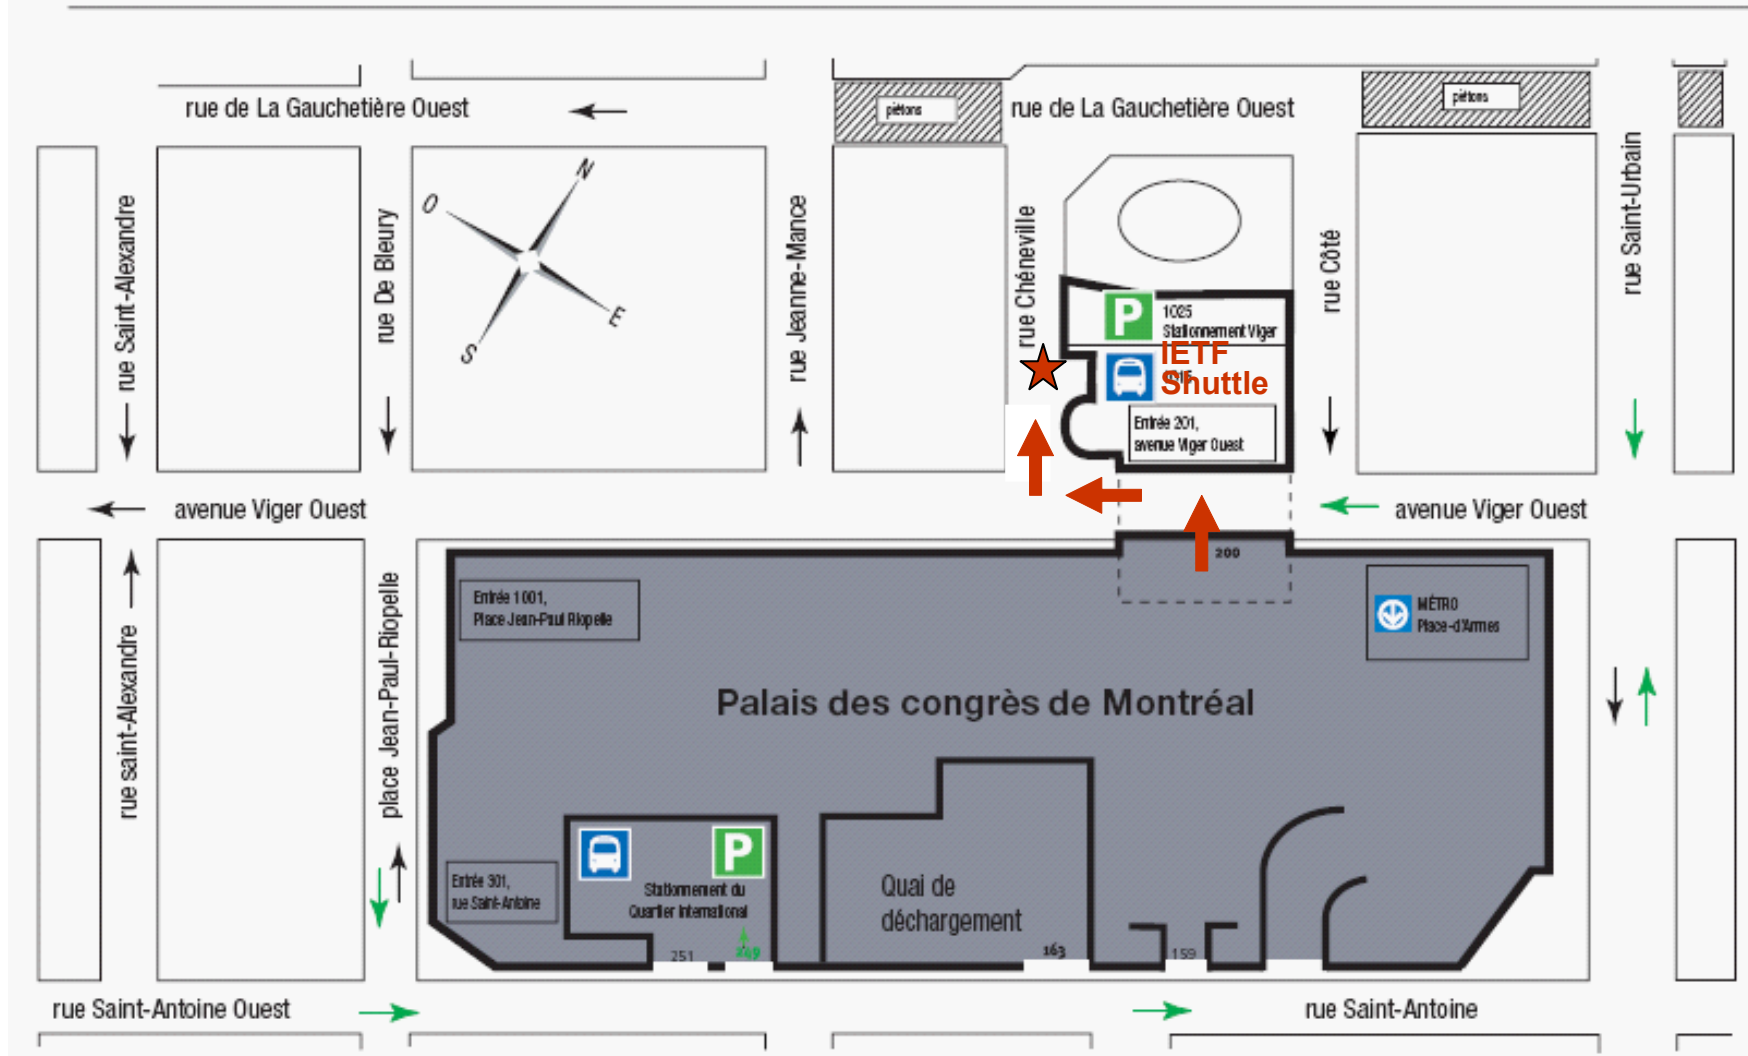 rue de La Gauchetière Ouest
piétons
rue de La Gauchetière Ouest
piétons
rue Saint-Alexandre
rue De Bleury
O
N
S
E
rue Jeanne-Mance
rue Chéneville
rue Côté
rue Saint-Urbain
P
1025
Stationnement Viger
IETF
Shuttle
Entrée 201,
avenue Viger Ouest
avenue Viger Ouest
avenue Viger Ouest
200
Entrée 1001,
Place Jean-Paul Riopelle
MÉTRO
Place-d'Armes
rue saint-Alexandre
place Jean-Paul-Riopelle
Palais des congrès de Montréal
P
Entrée 301,
rue Saint-Antoine
Stationnement du
Quartier International
Quai de
déchargement
251
249
163
159
rue Saint-Antoine Ouest
rue Saint-Antoine